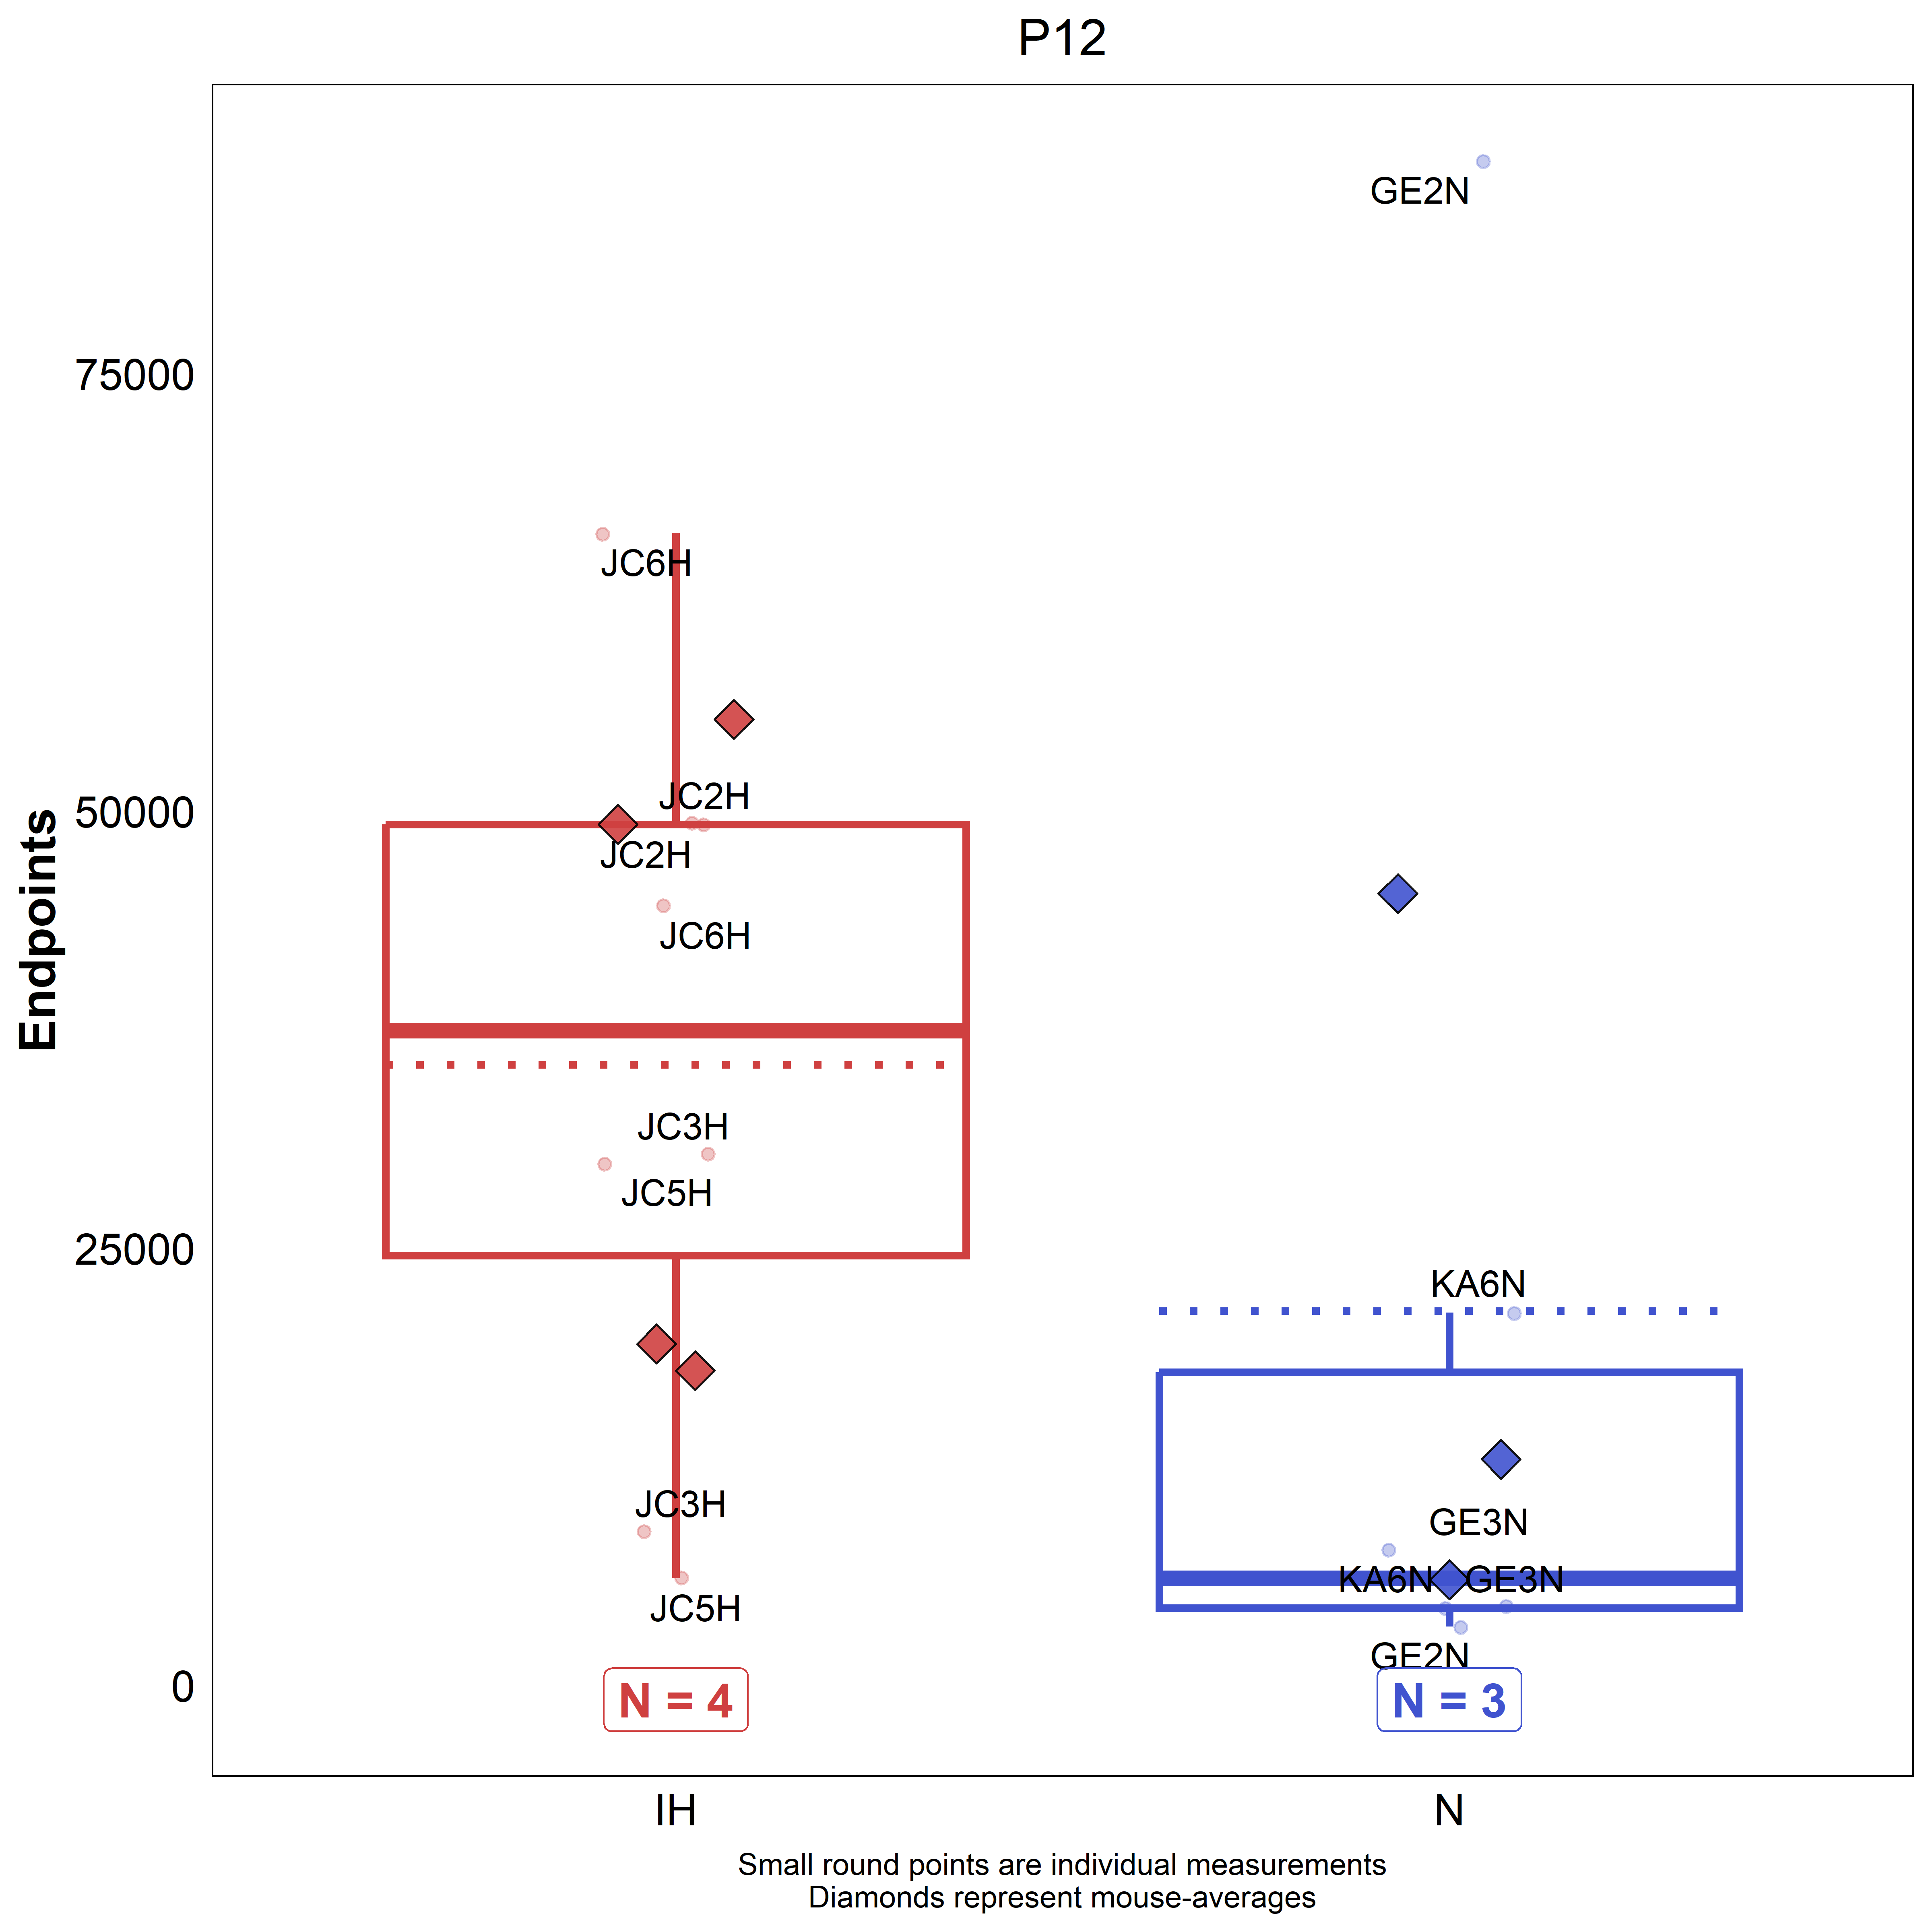 P12
GE2N
75000
JC6H
JC2H
50000
JC2H
JC6H
Endpoints
JC3H
JC5H
25000
KA6N
JC3H
GE3N
KA6N
GE3N
JC5H
GE2N
0
N = 4
N = 3
IH
N
Small round points are individual measurements
Diamonds represent mouse-averages